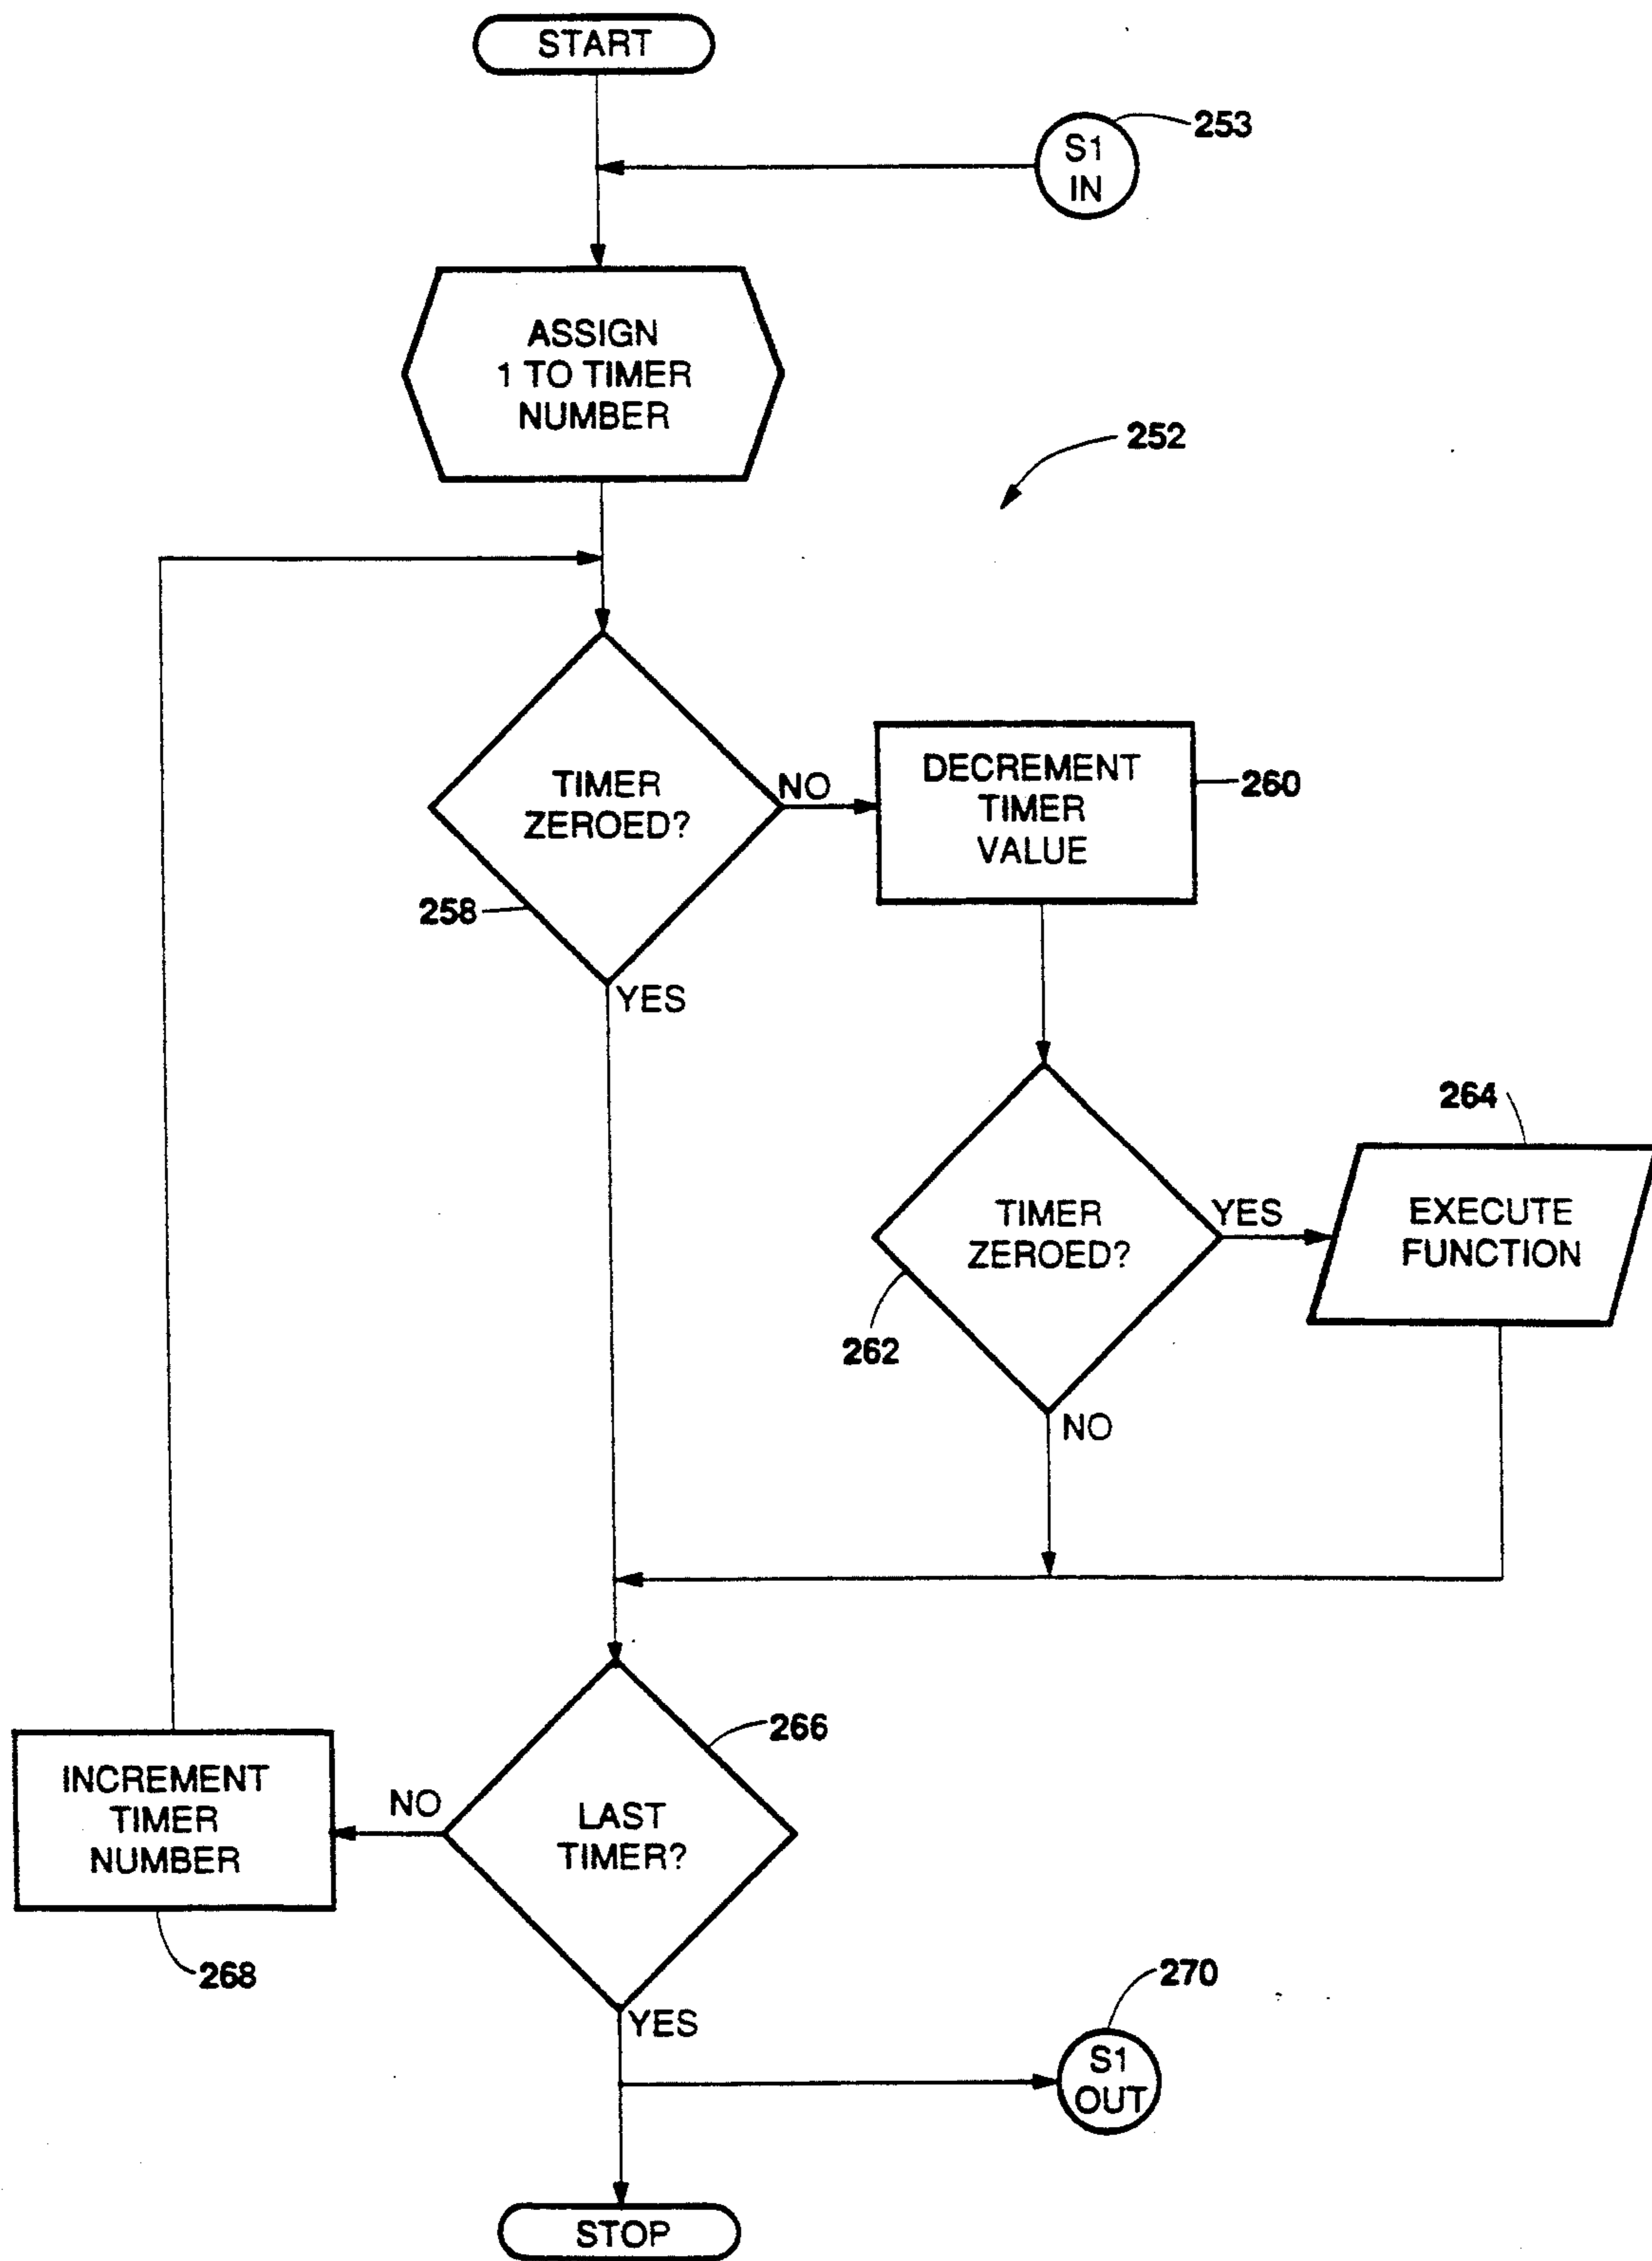 START
253
S1
IN
ASSIGN
1 TO TIMER
NUMBER
252
TIMER
ZEROED?
NO
258
YES
DECREMENT
TIMER
VALUE
260
264
TIMER
ZEROED?
YES
EXECUTE
FUNCTION
262
NO
266
LAST
TIMER?
NO
INCREMENT
TIMER
NUMBER
268
YES
270
S1
OUT
STOP